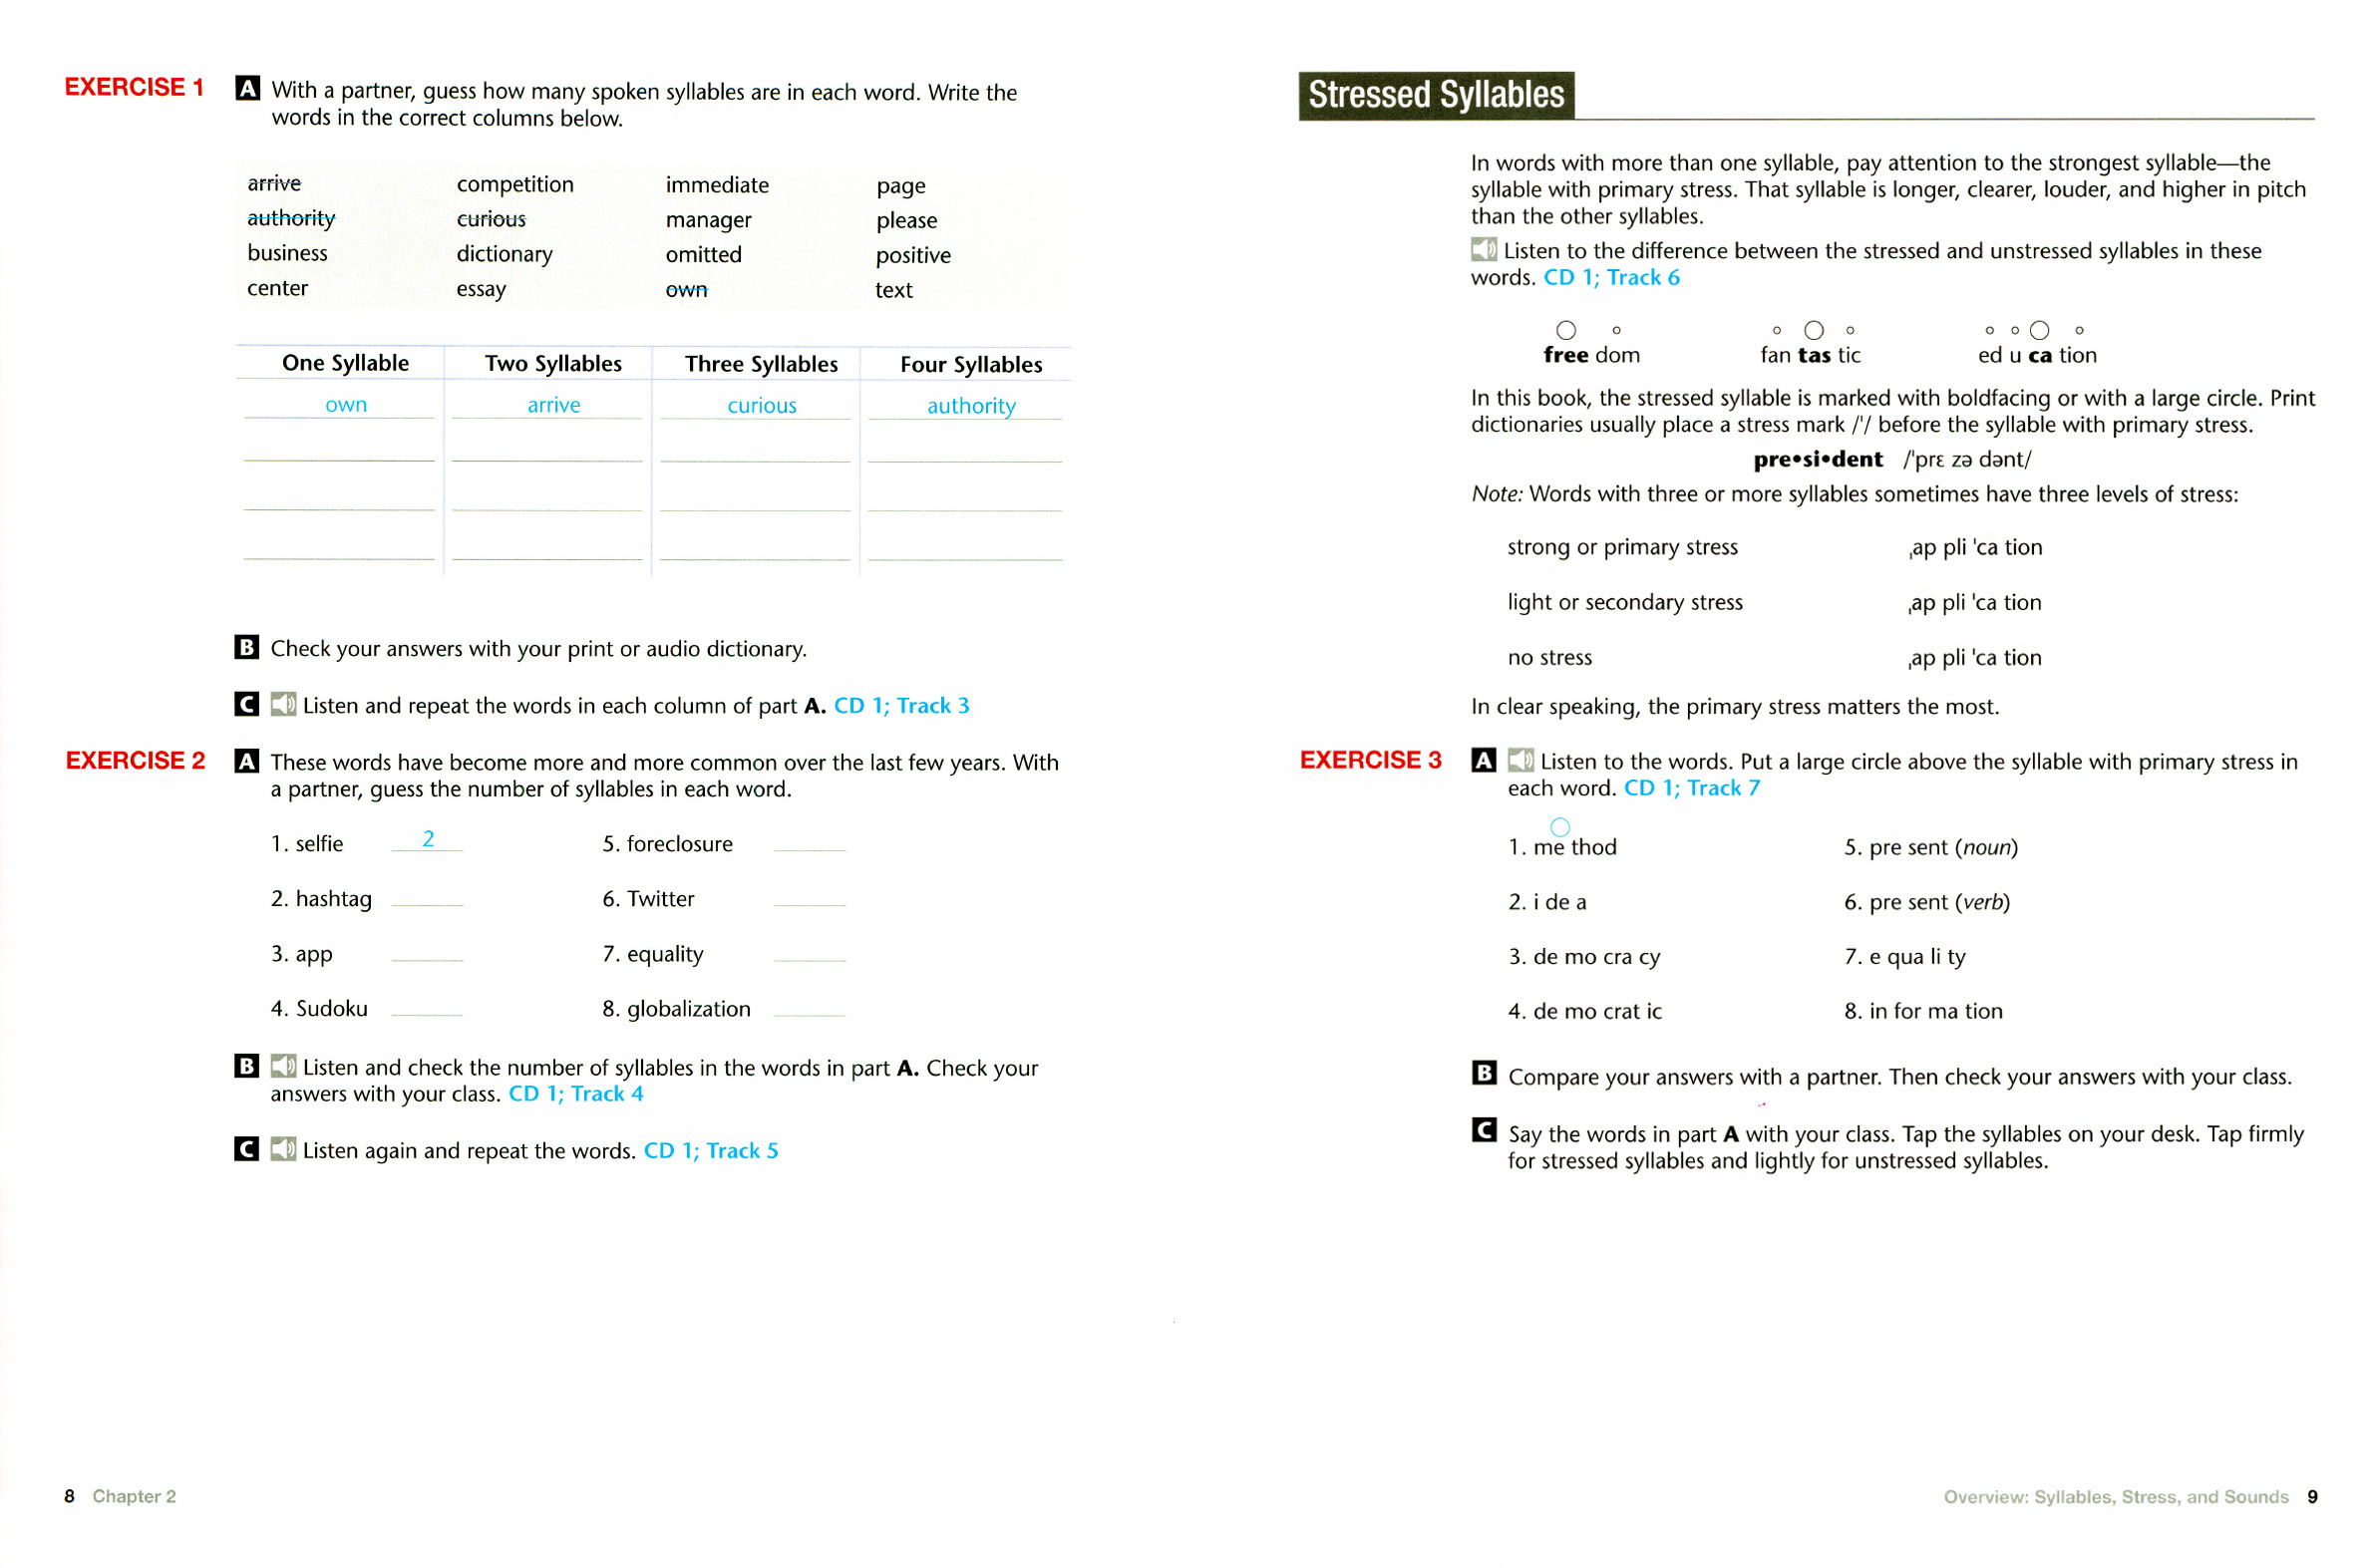 EXERCISE 1
A With a partner, guess how many spoken syllables are in each word. Write the
words in the correct columns below.
arrive competition immediate page
authority curious manager please
business dictionary omitted positive
center essay own text
One Syllable Two Syllables Three Syllables Four Syllables
own arrive curious authority
B Check your answers with your print or audio dictionary.
C Listen and repeat the words in each column of part A. CD 1; Track 3
EXERCISE 2
A These words have become more and more common over the last few years. With
a partner, guess the number of syllables in each word.
1. selfie 2 5. foreclosure
2. hashtag 6. Twitter
3. app 7. equality
4. Sudoku 8. globalization
B Listen and check the number of syllables in the words in part A. Check your
answers with your class. CD 1; Track 4
C Listen again and repeat the words. CD 1; Track 5
8 Chapter 2
Stressed Syllables
In words with more than one syllable, pay attention to the strongest syllable—the
syllable with primary stress. That syllable is longer, clearer, louder, and higher in pitch
than the other syllables.
Listen to the difference between the stressed and unstressed syllables in these
words. CD 1; Track 6
free dom fan tas tic ed u ca tion
In this book, the stressed syllable is marked with boldfacing or with a large circle. Print
dictionaries usually place a stress mark /ˈ/ before the syllable with primary stress.
pre•si•dent /ˈprɛ zə dənt/
Note: Words with three or more syllables sometimes have three levels of stress:
strong or primary stress ˌap pli ˈca tion
light or secondary stress ˌap pli ˈca tion
no stress ˌap pli ˈca tion
In clear speaking, the primary stress matters the most.
EXERCISE 3
A Listen to the words. Put a large circle above the syllable with primary stress in
each word. CD 1; Track 7
1. me thod 5. pre sent (noun)
2. i de a 6. pre sent (verb)
3. de mo cra cy 7. e qua li ty
4. de mo crat ic 8. in for ma tion
B Compare your answers with a partner. Then check your answers with your class.
C Say the words in part A with your class. Tap the syllables on your desk. Tap firmly
for stressed syllables and lightly for unstressed syllables.
Overview: Syllables, Stress, and Sounds 9